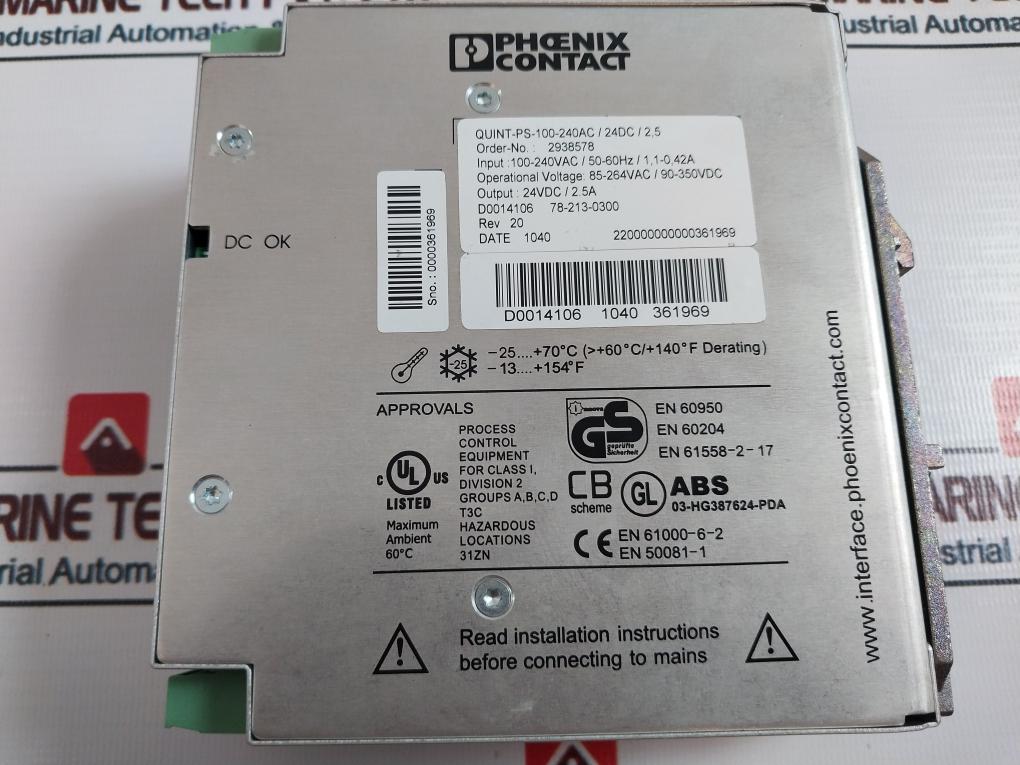 MARINE TECH
Industrial Automation
PHŒNIX
CONTACT
QUINT-PS-100-240AC / 24DC / 2,5
Order-No. : 2938578
Input :100-240VAC / 50-60Hz / 1,1-0,42A
Operational Voltage: 85-264VAC / 90-350VDC
Output : 24VDC / 2.5A
D0014106 78-213-0300
Rev 20
DATE 1040 220000000000361969
Sno.: 0000361969
D0014106 1040 361969
DC OK
-25
–25....+70°C (>+60°C/+140°F Derating)
–13....+154°F
APPROVALS
C UL US
LISTED
Maximum
Ambient
60°C
PROCESS
CONTROL
EQUIPMENT
FOR CLASS I,
DIVISION 2
GROUPS A,B,C,D
T3C
HAZARDOUS
LOCATIONS
31ZN
GS
geprüfte
Sicherheit
EN 60950
EN 60204
EN 61558-2-17
CB
scheme
GL
ABS
03-HG387624-PDA
CE
EN 61000-6-2
EN 50081-1
Read installation instructions
before connecting to mains
www.interface.phoenixcontact.com
RINE TE
rial Autom
ARIN
strial A